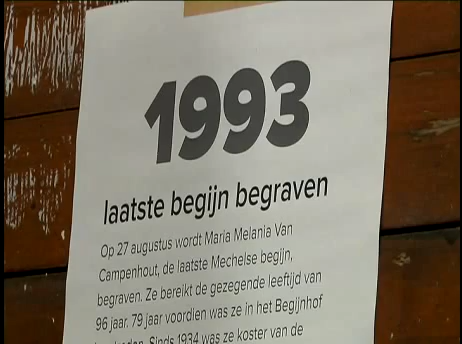 1993
laatste begijn begraven
Op 27 augustus wordt Maria Melania Van
Campenhout, de laatste Mechelse begijn,
begraven. Ze bereikt de gezegende leeftijd van
96 jaar. 79 jaar voordien was ze in het Begijnhof
Sinds 1934 was ze koster van de